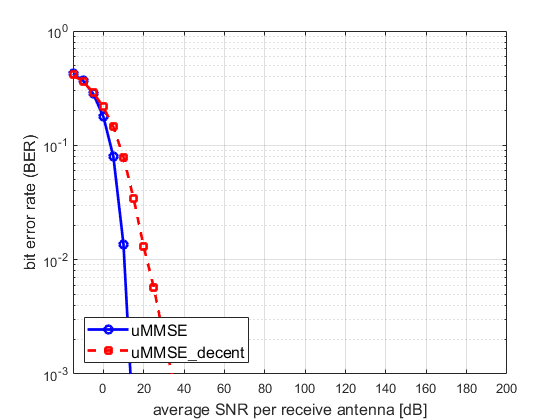 10^0
10^-1
10^-2
10^-3
bit error rate (BER)
uMMSE
uMMSE_decent
0 20 40 60 80 100 120 140 160 180 200
average SNR per receive antenna [dB]